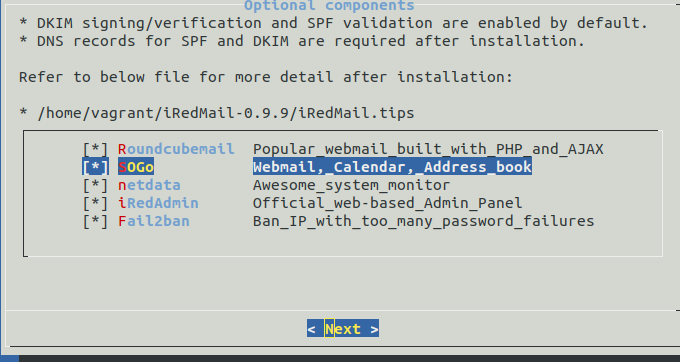 Optional components
* DKIM signing/verification and SPF validation are enabled by default.
* DNS records for SPF and DKIM are required after installation.
Refer to below file for more detail after installation:
* /home/vagrant/iRedMail-0.9.9/iRedMail.tips
[*] Roundcubemail Popular_webmail_built_with_PHP_and_AJAX
[*] SOGo Webmail,_Calendar,_Address_book
[*] netdata Awesome_system_monitor
[*] iRedAdmin Official_web-based_Admin_Panel
[*] Fail2ban Ban_IP_with_too_many_password_failures
< Next >